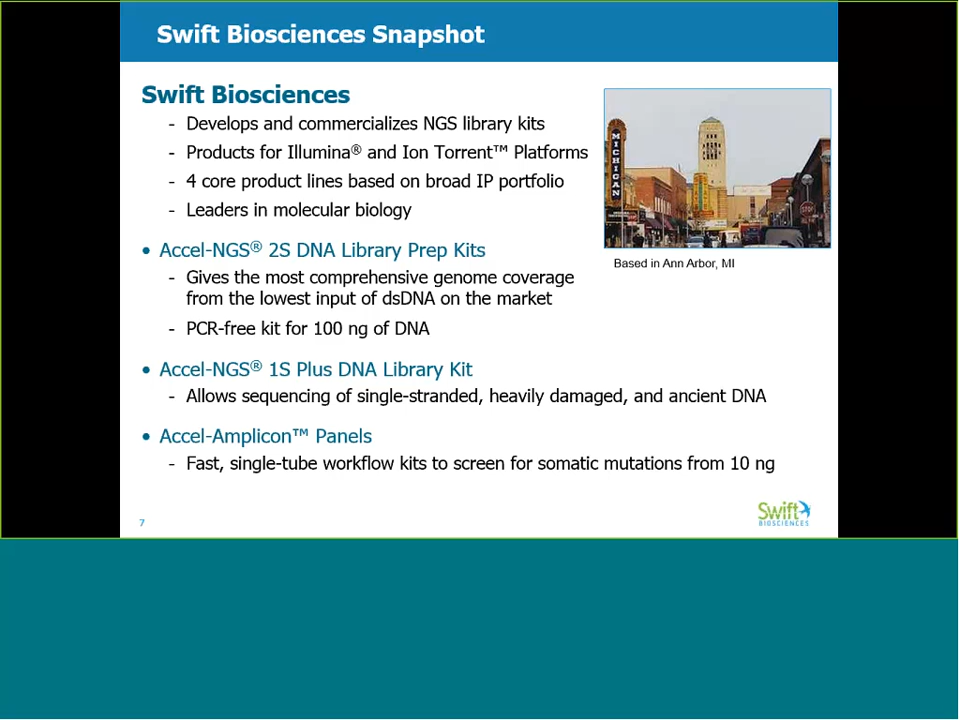 Swift Biosciences Snapshot
Swift Biosciences
- Develops and commercializes NGS library kits
- Products for Illumina® and Ion Torrent™ Platforms
- 4 core product lines based on broad IP portfolio
- Leaders in molecular biology
MICHIGAN
STOP
Based in Ann Arbor, MI
• Accel-NGS® 2S DNA Library Prep Kits
- Gives the most comprehensive genome coverage
from the lowest input of dsDNA on the market
- PCR-free kit for 100 ng of DNA
• Accel-NGS® 1S Plus DNA Library Kit
- Allows sequencing of single-stranded, heavily damaged, and ancient DNA
• Accel-Amplicon™ Panels
- Fast, single-tube workflow kits to screen for somatic mutations from 10 ng
7
Swift
BIOSCIENCES